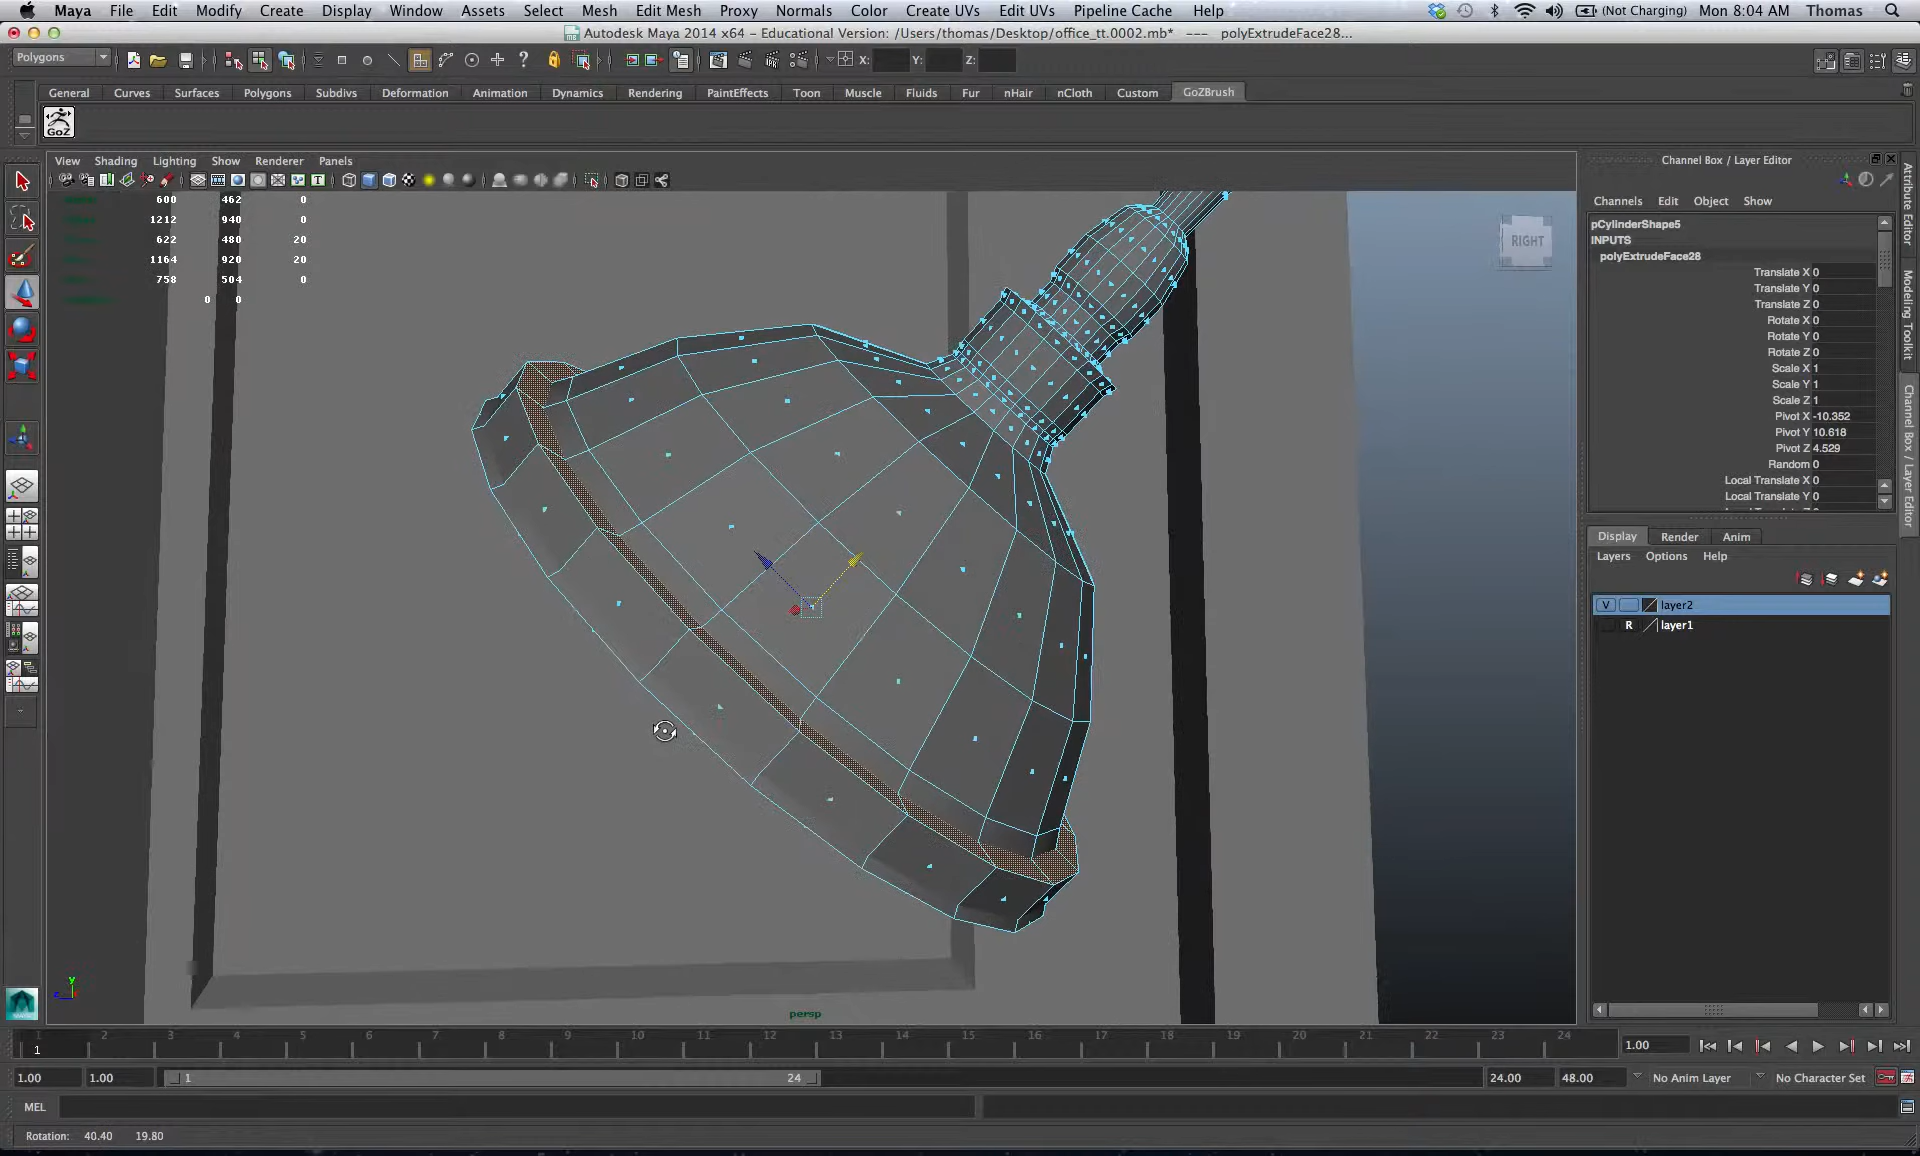 Maya File Edit Modify Create Display Window Assets Select Mesh Edit Mesh Proxy Normals Color Create UVs Edit UVs Pipeline Cache Help (Not Charging) Mon 8:04 AM Thomas
Autodesk Maya 2014 x64 - Educational Version: /Users/thomas/Desktop/office_tt.0002.mb* --- polyExtrudeFace28...
Polygons X: Y: Z:
General Curves Surfaces Polygons Subdivs Deformation Animation Dynamics Rendering PaintEffects Toon Muscle Fluids Fur nHair nCloth Custom GoZBrush
GoZ
View Shading Lighting Show Renderer Panels
600 462 0
1212 940 0
622 480 20
1164 920 20
758 504 0
0 0
RIGHT
persp
Channel Box / Layer Editor
Channels Edit Object Show
pCylinderShape5
INPUTS
polyExtrudeFace28
Translate X 0
Translate Y 0
Translate Z 0
Rotate X 0
Rotate Y 0
Rotate Z 0
Scale X 1
Scale Y 1
Scale Z 1
Pivot X -10.352
Pivot Y 10.618
Pivot Z 4.529
Random 0
Local Translate X 0
Local Translate Y 0
Display Render Anim
Layers Options Help
V layer2
R layer1
Attribute Editor
Modeling Toolkit
Channel Box / Layer Editor
1 2 3 4 5 6 7 8 9 10 11 12 13 14 15 16 17 18 19 20 21 22 23 24
1 1.00
1.00 1.00 1 24 24.00 48.00 No Anim Layer No Character Set
MEL
Rotation: 40.40 19.80